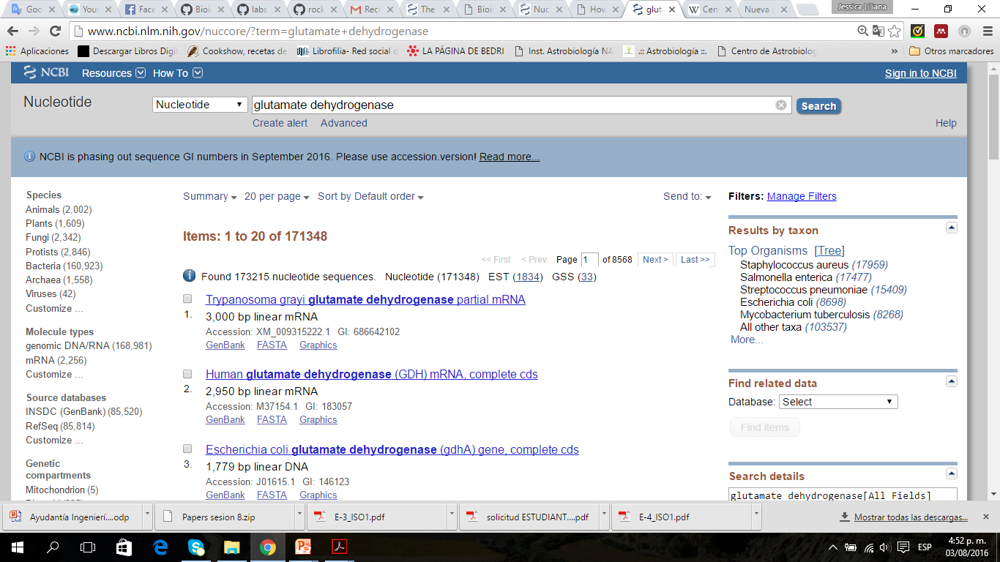 Goo
Your
Face
Bioi
labs
rock
Reci
The
Bioi
Nuc
How
glut
Cen
Nueva p
Jessica Liliana
www.ncbi.nlm.nih.gov/nuccore/?term=glutamate+dehydrogenase
Aplicaciones
Descargar Libros Digit
Cookshow, recetas de
Librofilia- Red social d
LA PÁGINA DE BEDRI
Inst. Astrobiología NA
.:: Astrobiología ::.
Centro de Astrobiolog
»
Otros marcadores
NCBI Resources How To Sign in to NCBI
Nucleotide
Nucleotide glutamate dehydrogenase Search
Create alert Advanced Help
NCBI is phasing out sequence GI numbers in September 2016. Please use accession.version! Read more...
Species
Animals (2,002)
Plants (1,609)
Fungi (2,342)
Protists (2,846)
Bacteria (160,923)
Archaea (1,558)
Viruses (42)
Customize ...
Molecule types
genomic DNA/RNA (168,981)
mRNA (2,256)
Customize ...
Source databases
INSDC (GenBank) (85,520)
RefSeq (85,814)
Customize ...
Genetic
compartments
Mitochondrion (5)
Summary 20 per page Sort by Default order Send to:
Items: 1 to 20 of 171348
<< First < Prev Page 1 of 8568 Next > Last >>
Found 173215 nucleotide sequences. Nucleotide (171348) EST (1834) GSS (33)
Trypanosoma grayi glutamate dehydrogenase partial mRNA
1. 3,000 bp linear mRNA
Accession: XM_009315222.1 GI: 686642102
GenBank FASTA Graphics
Human glutamate dehydrogenase (GDH) mRNA, complete cds
2. 2,950 bp linear mRNA
Accession: M37154.1 GI: 183057
GenBank FASTA Graphics
Escherichia coli glutamate dehydrogenase (gdhA) gene, complete cds
3. 1,779 bp linear DNA
Accession: J01615.1 GI: 146123
GenBank FASTA Graphics
Filters: Manage Filters
Results by taxon
Top Organisms [Tree]
Staphylococcus aureus (17959)
Salmonella enterica (17477)
Streptococcus pneumoniae (15409)
Escherichia coli (8698)
Mycobacterium tuberculosis (8268)
All other taxa (103537)
More...
Find related data
Database: Select
Find items
Search details
glutamate dehydrogenase[All Fields]
Ayudantía Ingenierí....odp
Papers sesion 8.zip
E-3_ISO1.pdf
solicitud ESTUDIANT....pdf
E-4_ISO1.pdf
Mostrar todas las descargas...
ESP
4:52 p. m.
03/08/2016